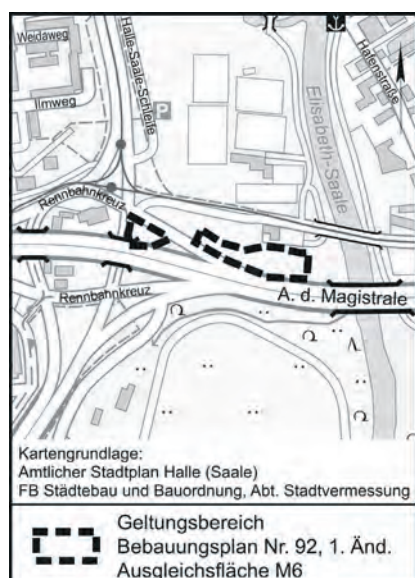 Weidaweg
Ilmweg
Halle-Saale-Schleife
P
Hafenstraße
Elisabeth-Saale
Rennbahnkreuz
A. d. Magistrale
Rennbahnkreuz
Kartengrundlage:
Amtlicher Stadtplan Halle (Saale)
FB Städtebau und Bauordnung, Abt. Stadtvermessung
Geltungsbereich
Bebauungsplan Nr. 92, 1. Änd.
Ausgleichsfläche M6